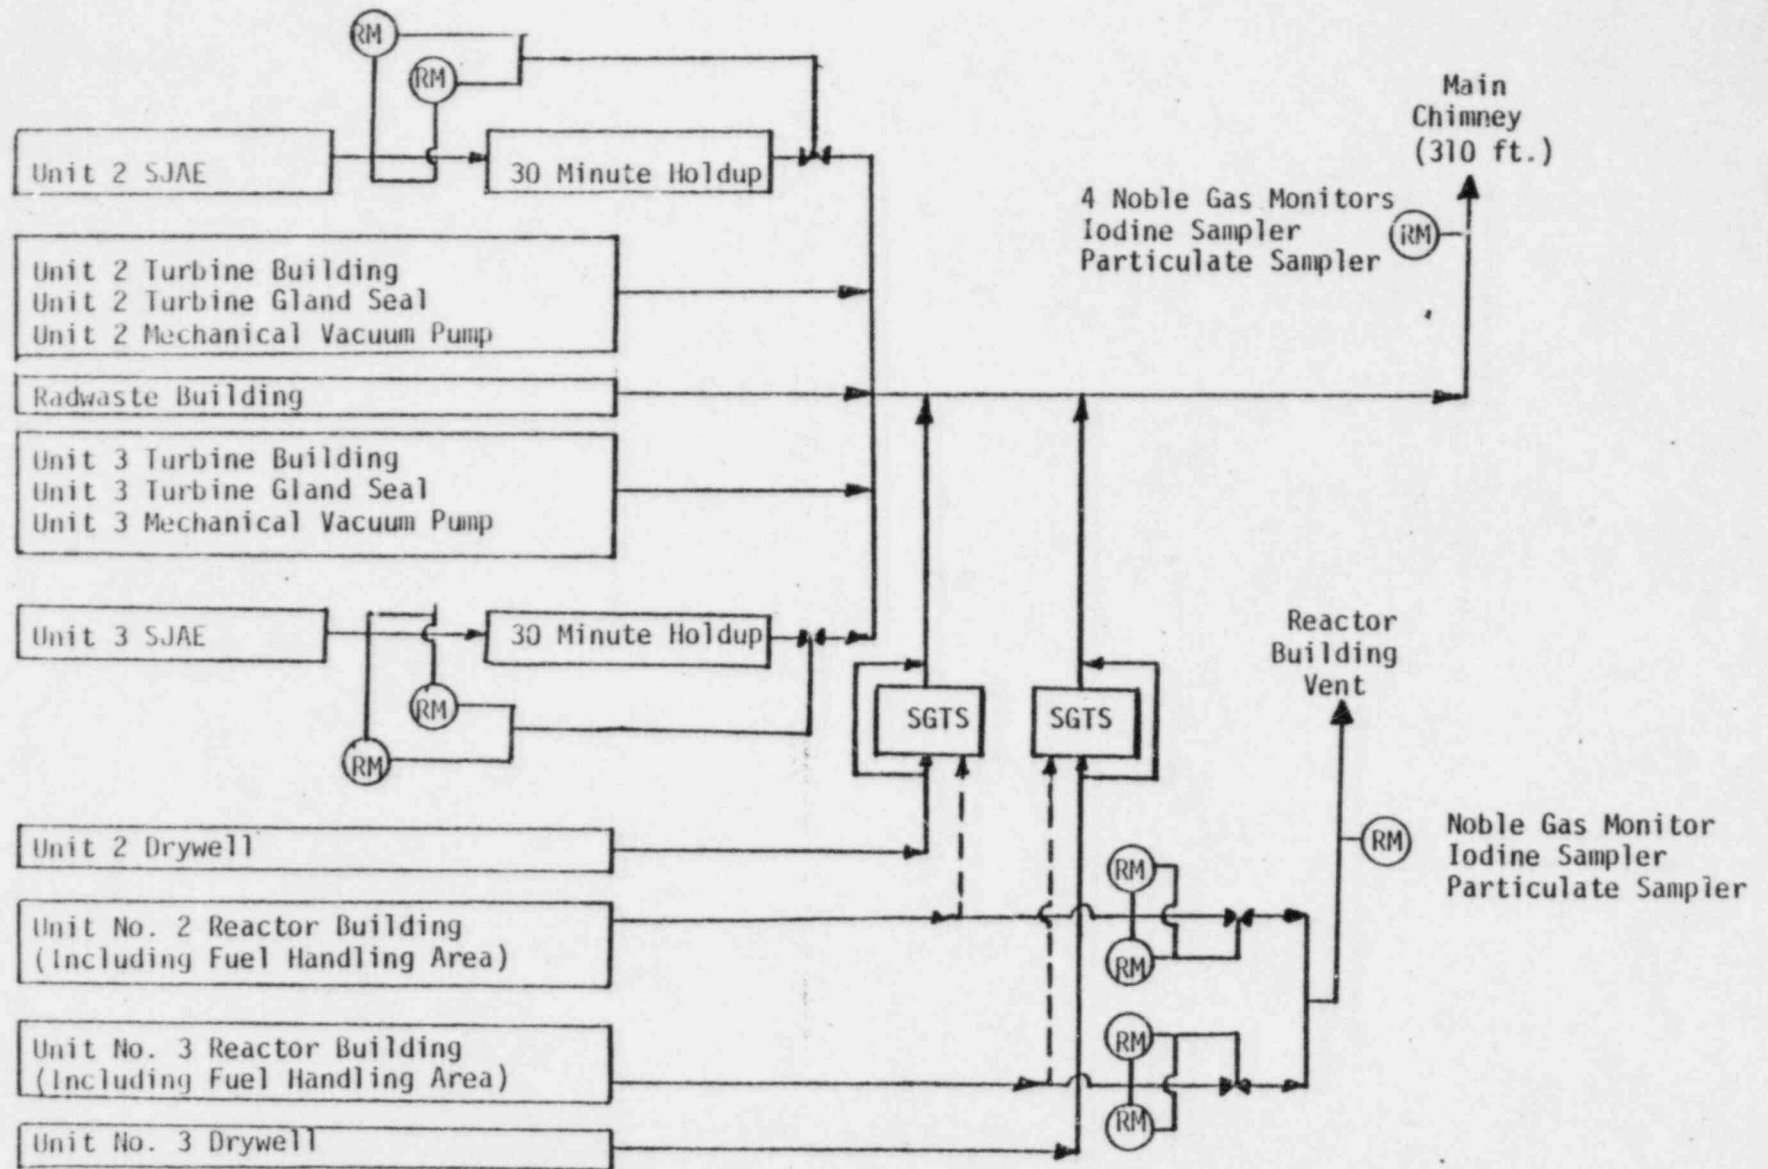 RM
RM
Unit 2 SJAE
30 Minute Holdup
Main
Chimney
(310 ft.)
4 Noble Gas Monitors
Iodine Sampler
Particulate Sampler
RM
Unit 2 Turbine Building
Unit 2 Turbine Gland Seal
Unit 2 Mechanical Vacuum Pump
Radwaste Building
Unit 3 Turbine Building
Unit 3 Turbine Gland Seal
Unit 3 Mechanical Vacuum Pump
Unit 3 SJAE
30 Minute Holdup
RM
RM
SGTS
SGTS
Reactor
Building
Vent
RM
Noble Gas Monitor
Iodine Sampler
Particulate Sampler
Unit 2 Drywell
RM
RM
Unit No. 2 Reactor Building
(Including Fuel Handling Area)
Unit No. 3 Reactor Building
(Including Fuel Handling Area)
RM
RM
Unit No. 3 Drywell